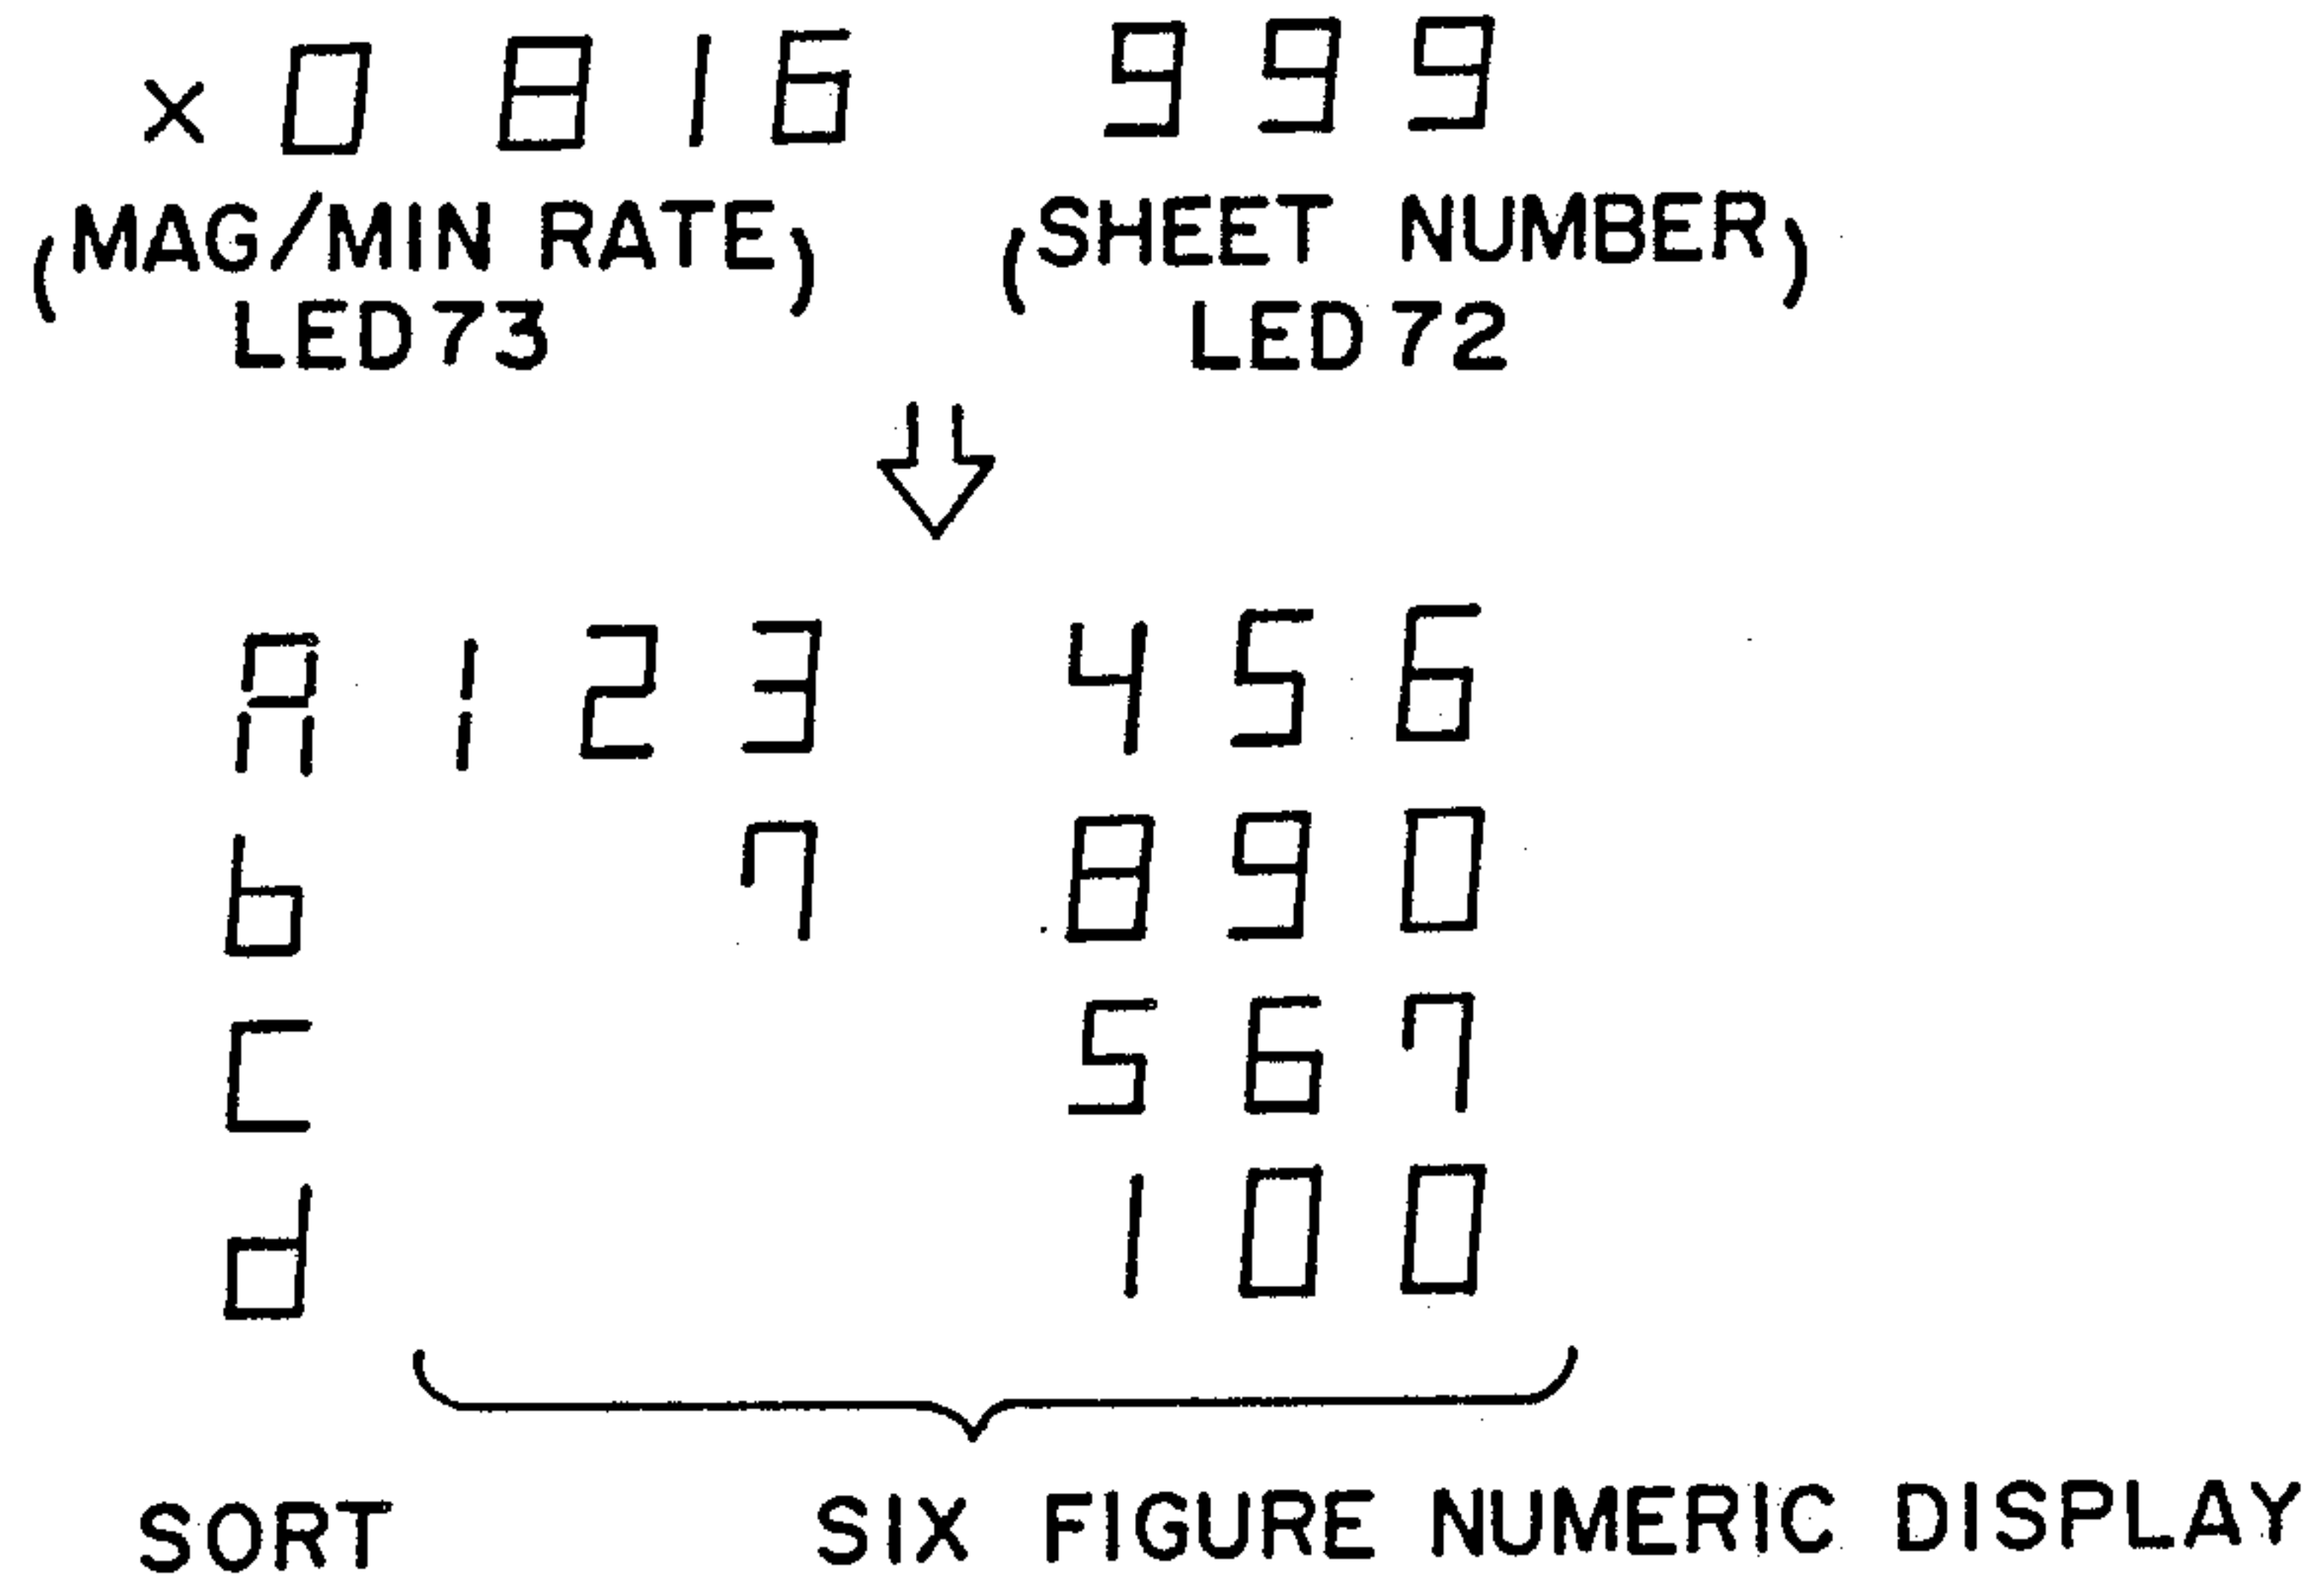 × 0 8 1 6 9 9 9
(MAG/MIN RATE) (SHEET NUMBER)
LED73 LED72
A 1 2 3 4 5 6
b 7 8 9 0
C 5 6 7
d 1 0 0
SORT SIX FIGURE NUMERIC DISPLAY